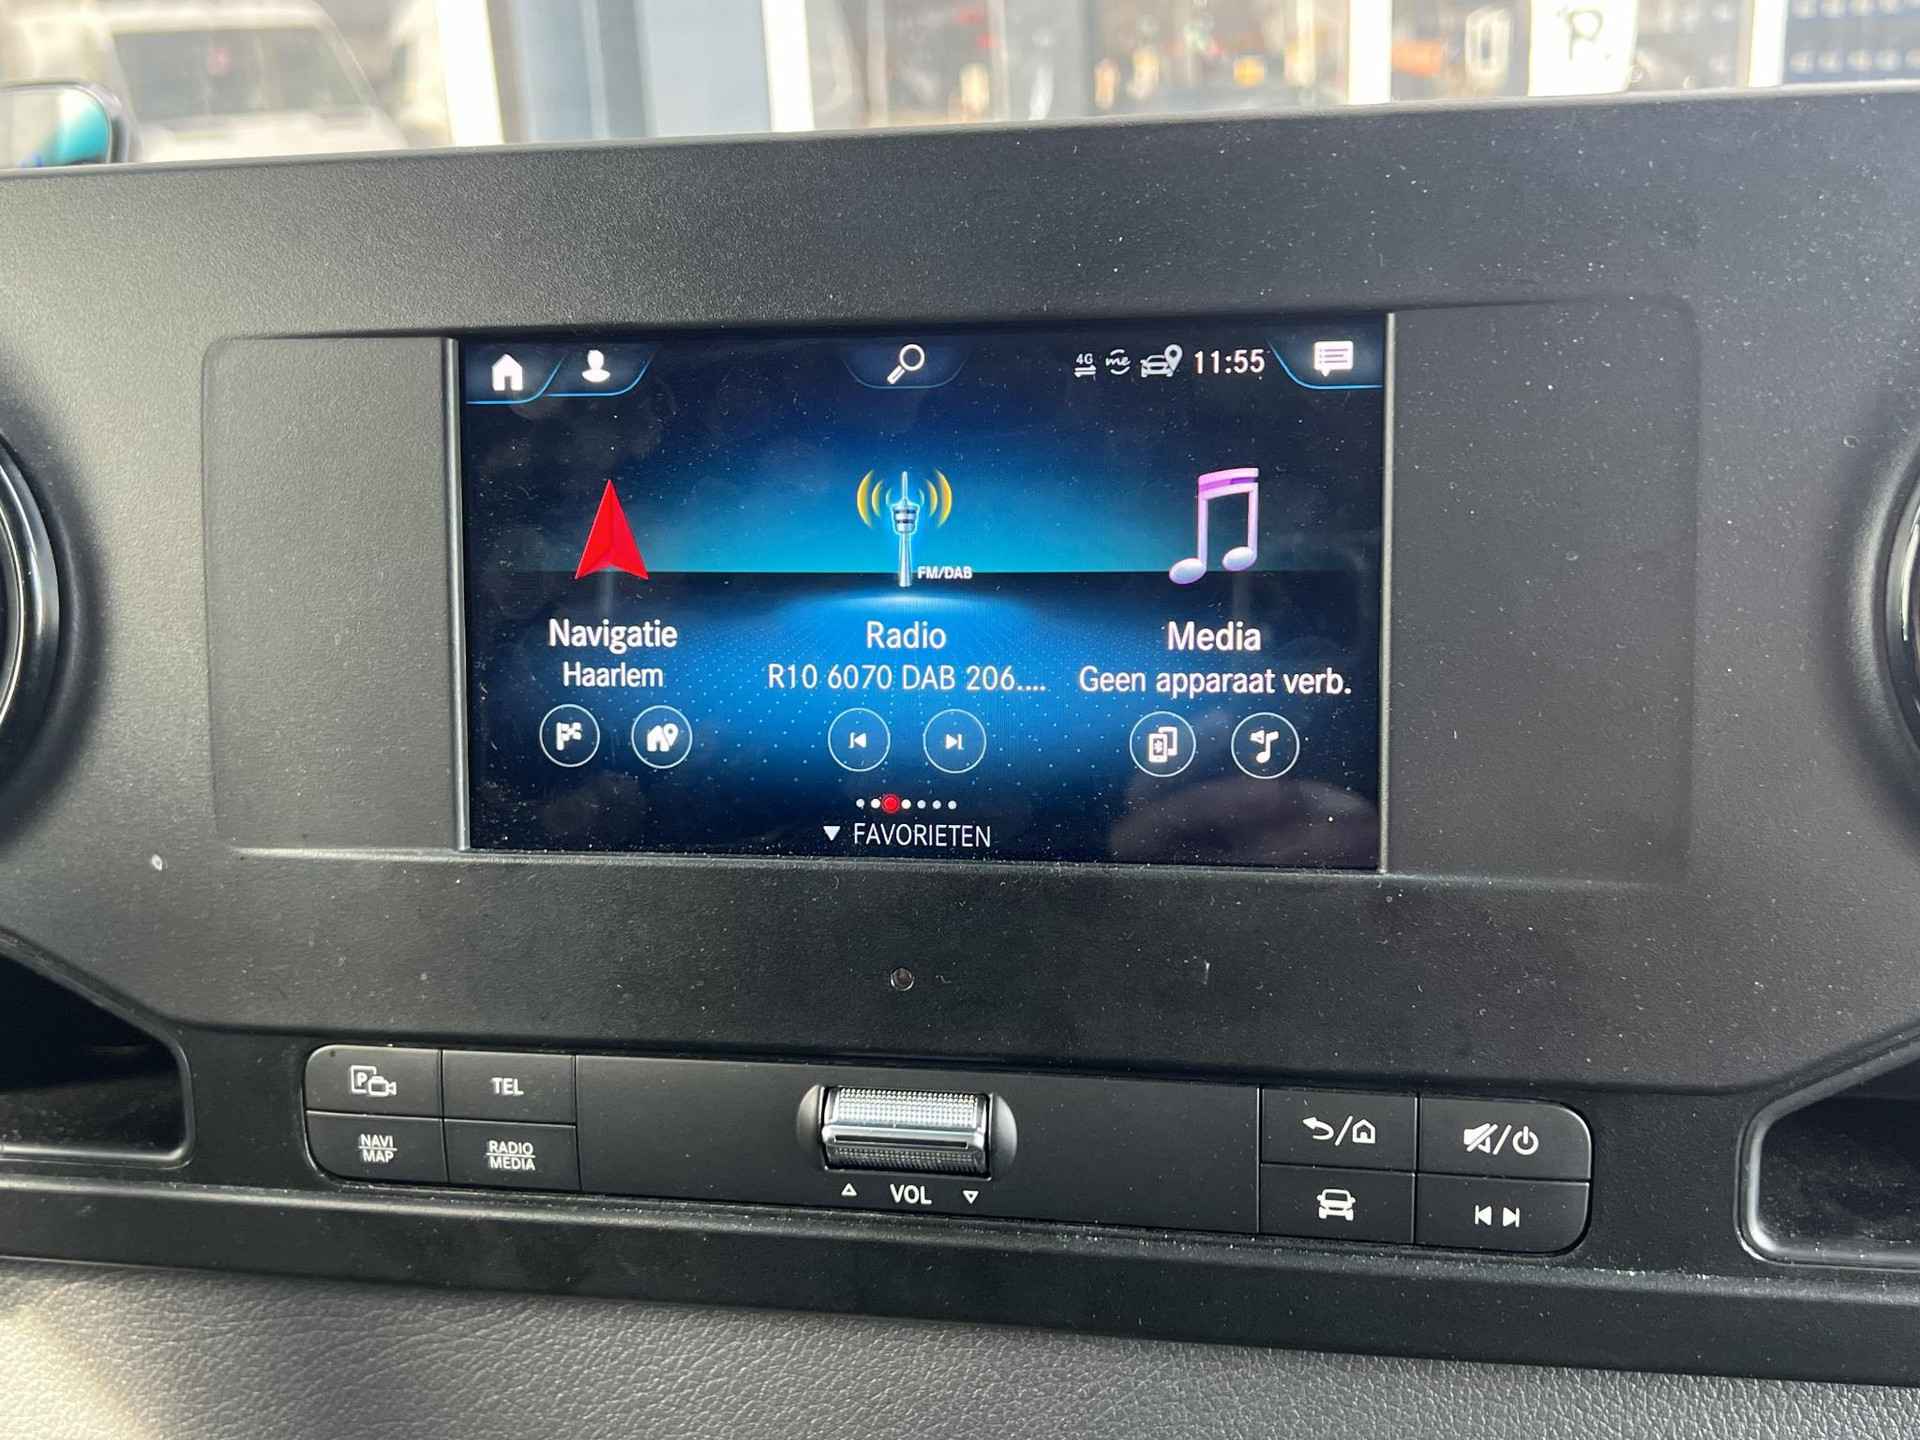 4G me 11:55
FM/DAB
Navigatie
Haarlem
Radio
R10 6070 DAB 206....
Media
Geen apparaat verb.
FAVORIETEN
P
TEL
NAVI
MAP
RADIO
MEDIA
VOL